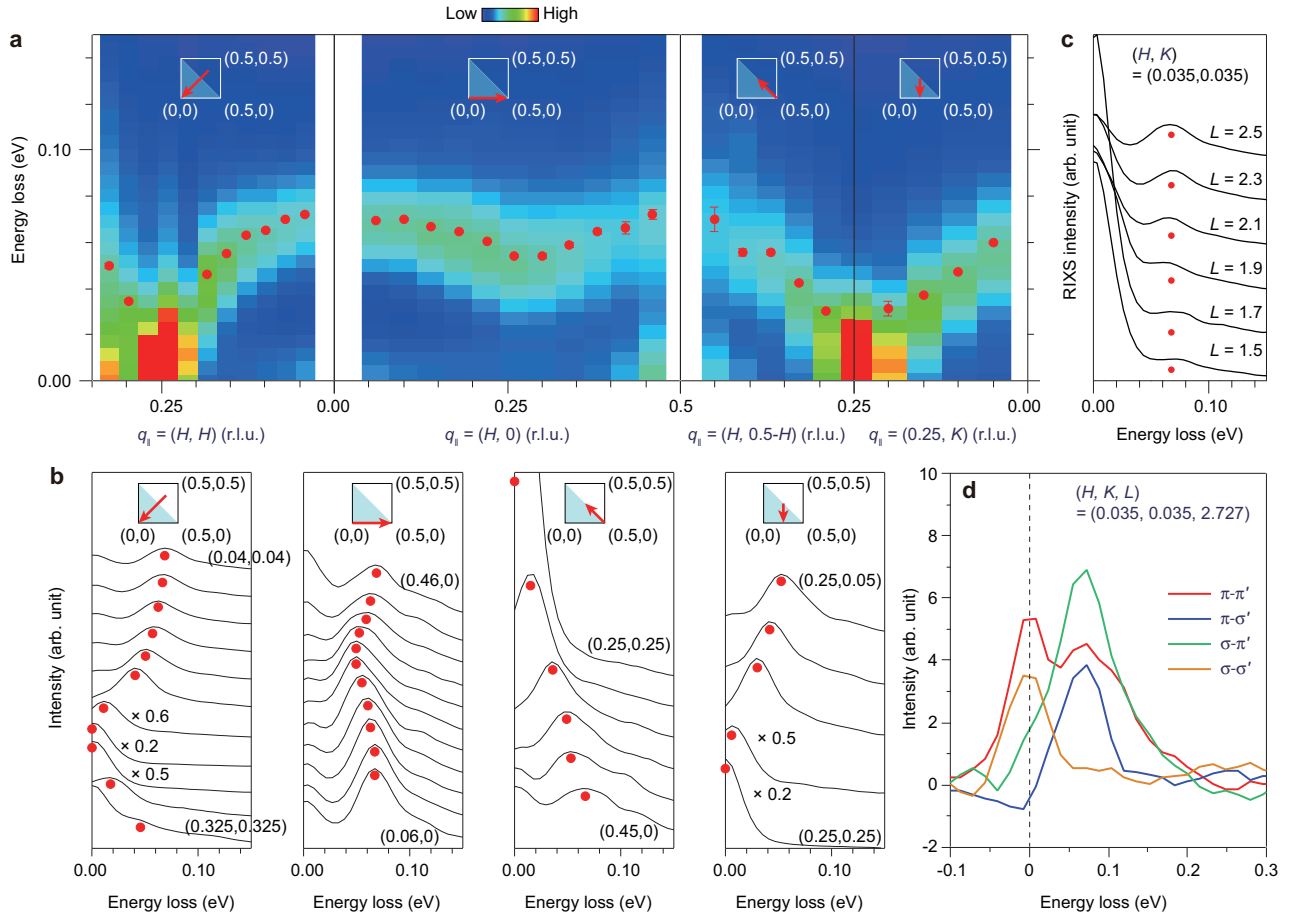 Low High
a
(0.5,0.5)
(0,0) (0.5,0)
(0.5,0.5)
(0,0) (0.5,0)
(0.5,0.5)
(0,0) (0.5,0)
(0.5,0.5)
(0,0) (0.5,0)
Energy loss (eV)
0.10
0.00
0.25 0.00 0.25 0.5 0.25 0.00
q∥ = (H, H) (r.l.u.) q∥ = (H, 0) (r.l.u.) q∥ = (H, 0.5-H) (r.l.u.) q∥ = (0.25, K) (r.l.u.)
c
(H, K)
= (0.035,0.035)
L = 2.5
L = 2.3
L = 2.1
L = 1.9
L = 1.7
L = 1.5
RIXS intensity (arb. unit)
0.00 0.10
Energy loss (eV)
b
Intensity (arb. unit)
(0.5,0.5)
(0,0) (0.5,0)
(0.04,0.04)
× 0.6
× 0.2
× 0.5
(0.325,0.325)
0.00 0.10
Energy loss (eV)
(0.5,0.5)
(0,0) (0.5,0)
(0.46,0)
(0.06,0)
0.00 0.10
Energy loss (eV)
(0.5,0.5)
(0,0) (0.5,0)
(0.25,0.25)
(0.45,0)
0.00 0.10
Energy loss (eV)
(0.5,0.5)
(0,0) (0.5,0)
(0.25,0.05)
× 0.5
× 0.2
(0.25,0.25)
0.00 0.10
Energy loss (eV)
d
(H, K, L)
= (0.035, 0.035, 2.727)
π-π′
π-σ′
σ-π′
σ-σ′
Intensity (arb. unit)
10
8
6
4
2
0
-2
-0.1 0 0.1 0.2 0.3
Energy loss (eV)